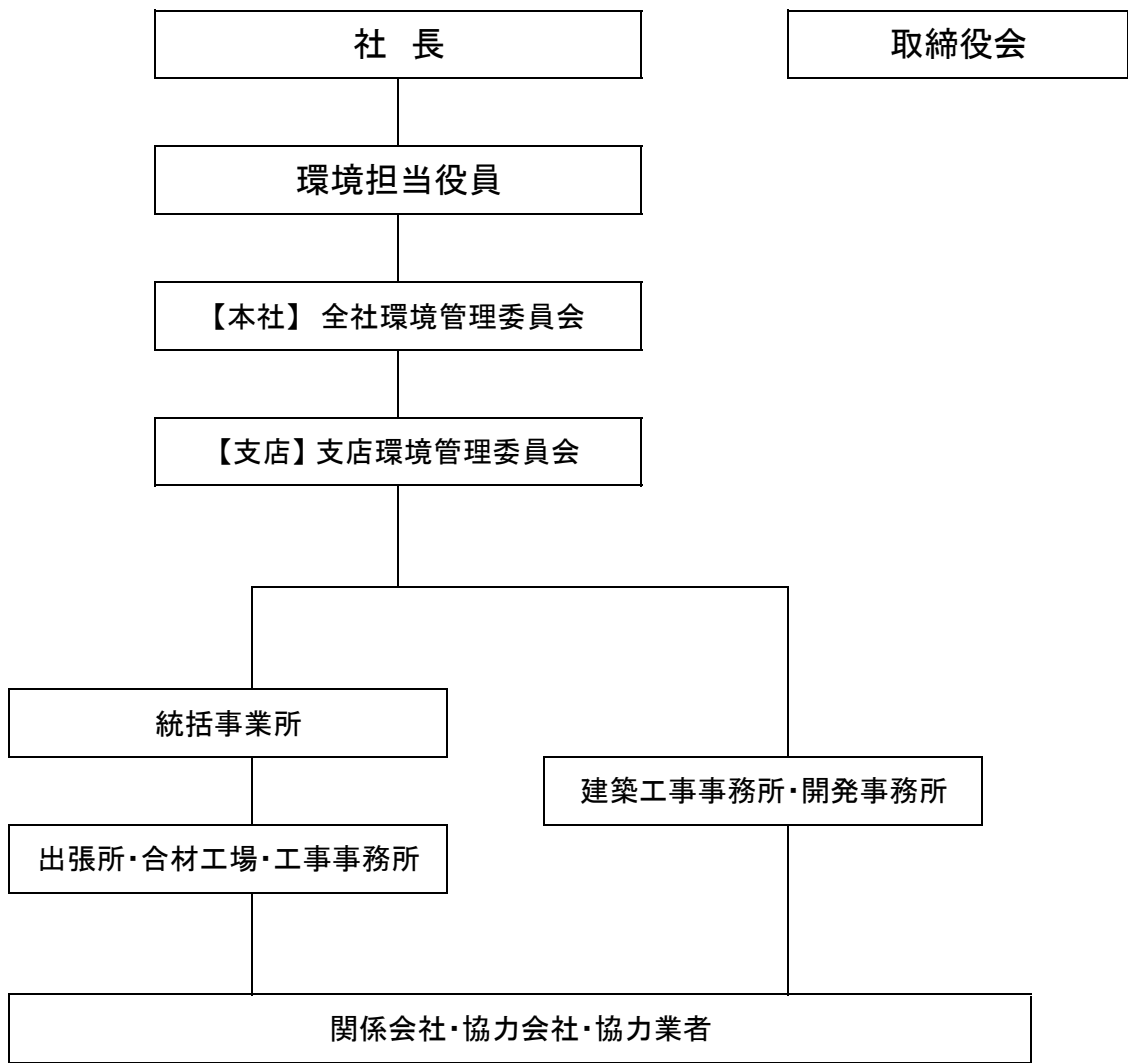 社 長
取締役会
環境担当役員
【本社】 全社環境管理委員会
【支店】支店環境管理委員会
統括事業所
建築工事事務所・開発事務所
出張所・合材工場・工事事務所
関係会社・協力会社・協力業者